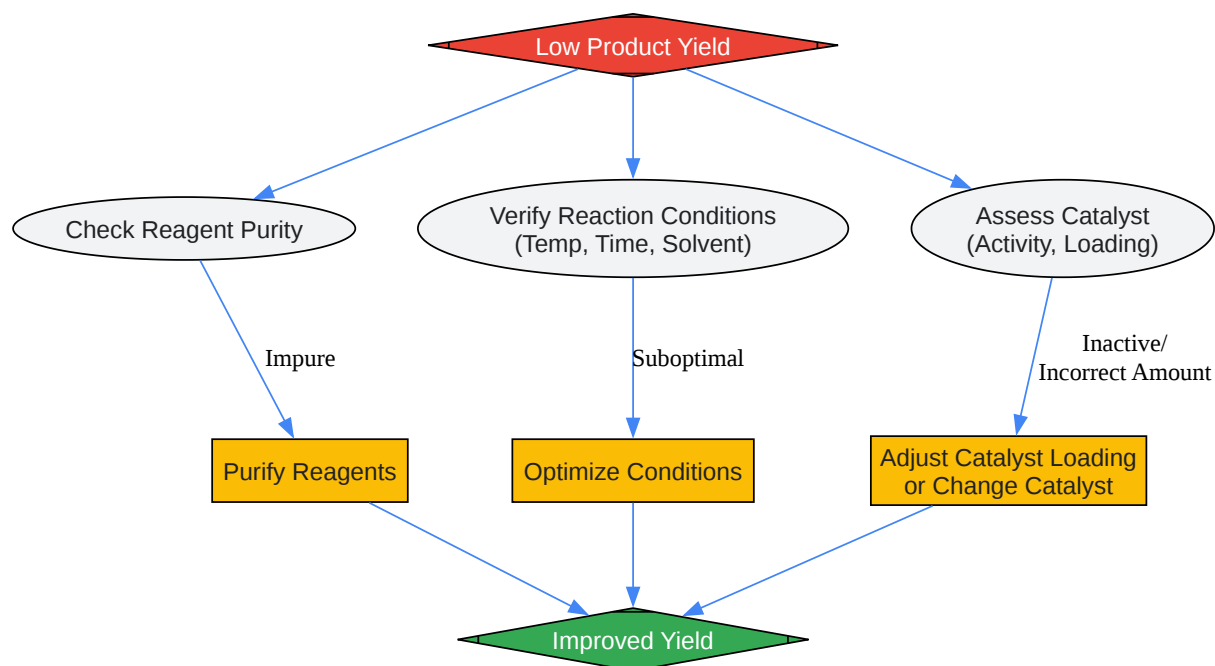 Low Product Yield
Check Reagent Purity
Verify Reaction Conditions
(Temp, Time, Solvent)
Assess Catalyst
(Activity, Loading)
Impure
Suboptimal
Inactive/
Incorrect Amount
Purify Reagents
Optimize Conditions
Adjust Catalyst Loading
or Change Catalyst
Improved Yield